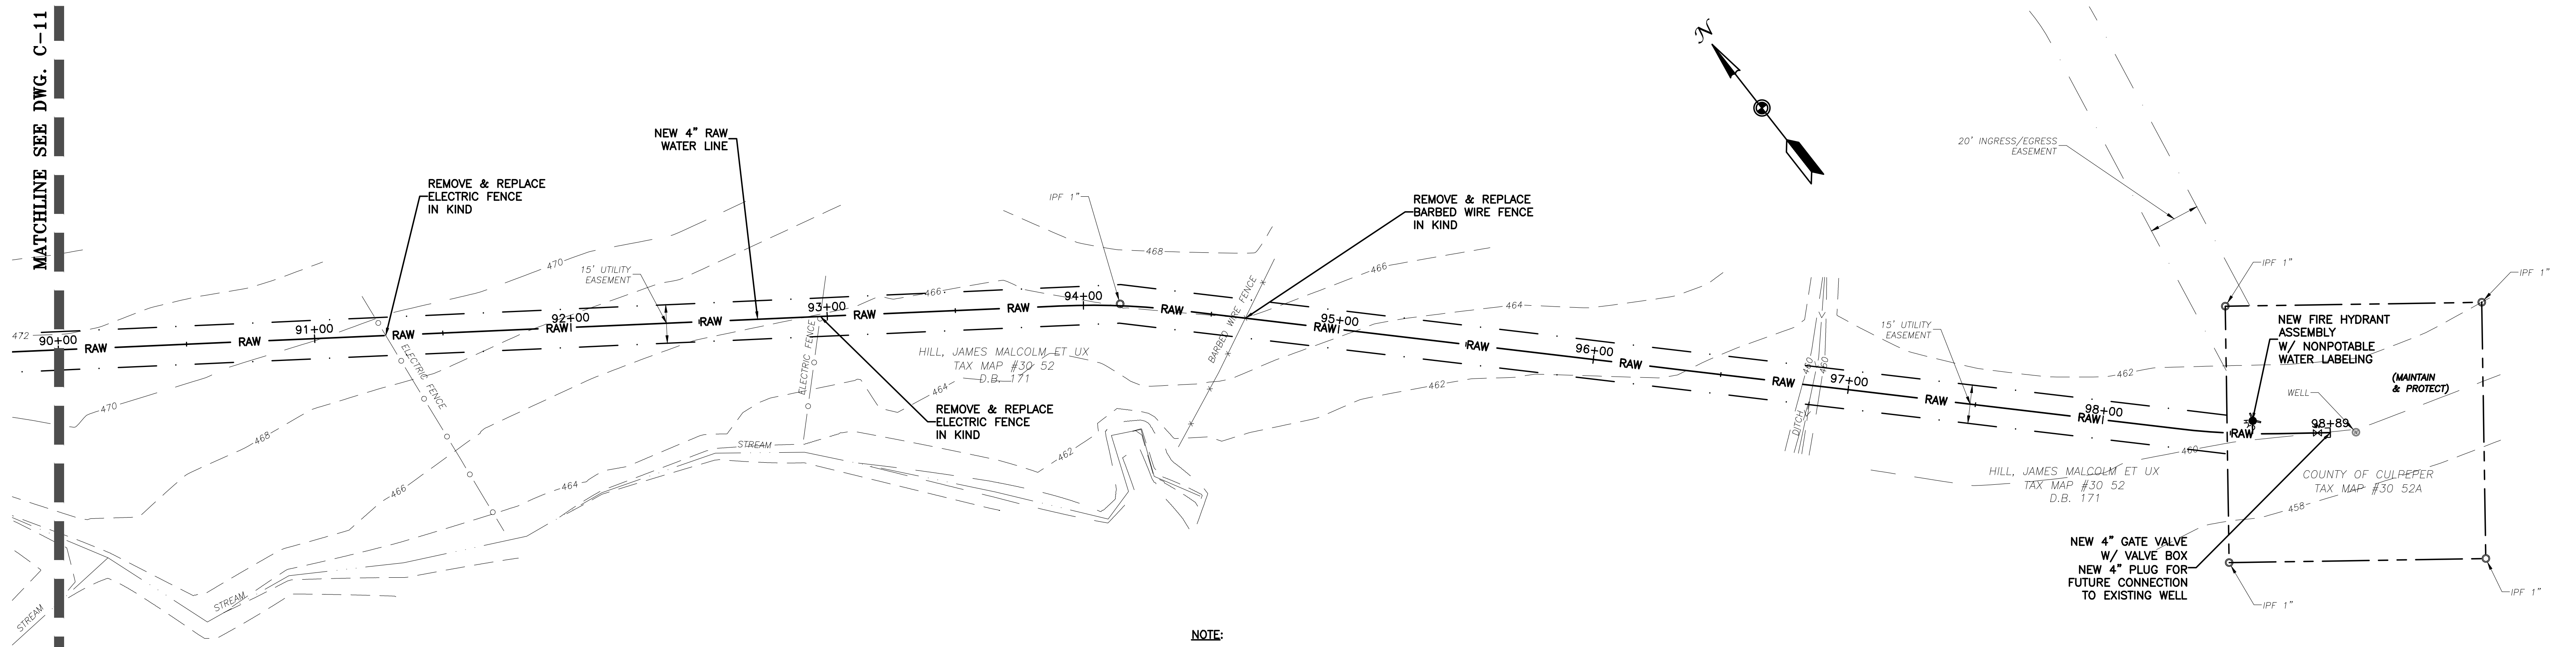 MATCHLINE SEE DWG. C-11
N
NEW 4" RAW
WATER LINE
REMOVE & REPLACE
ELECTRIC FENCE
IN KIND
IPF 1"
REMOVE & REPLACE
BARBED WIRE FENCE
IN KIND
20' INGRESS/EGRESS
EASEMENT
468
470
15' UTILITY
EASEMENT
466
466
464
IPF 1"
IPF 1"
472
90+00
RAW
RAW
91+00
RAW
92+00
RAW
RAW
93+00
RAW
RAW
94+00
RAW
BARBED WIRE FENCE
95+00
RAW
RAW
96+00
RAW
RAW
97+00
RAW
98+00
RAW
RAW
98+89
15' UTILITY
EASEMENT
460
460
DITCH
NEW FIRE HYDRANT
ASSEMBLY
W/ NONPOTABLE
WATER LABELING
(MAINTAIN
& PROTECT)
WELL
ELECTRIC FENCE
ELECTRIC FENCE
HILL, JAMES MALCOLM ET UX
TAX MAP #30 52
D.B. 171
464
462
462
470
468
REMOVE & REPLACE
ELECTRIC FENCE
IN KIND
STREAM
462
460
466
464
HILL, JAMES MALCOLM ET UX
TAX MAP #30 52
D.B. 171
COUNTY OF CULPEPER
TAX MAP #30 52A
458
NEW 4" GATE VALVE
W/ VALVE BOX
NEW 4" PLUG FOR
FUTURE CONNECTION
TO EXISTING WELL
STREAM
STREAM
IPF 1"
IPF 1"
NOTE: